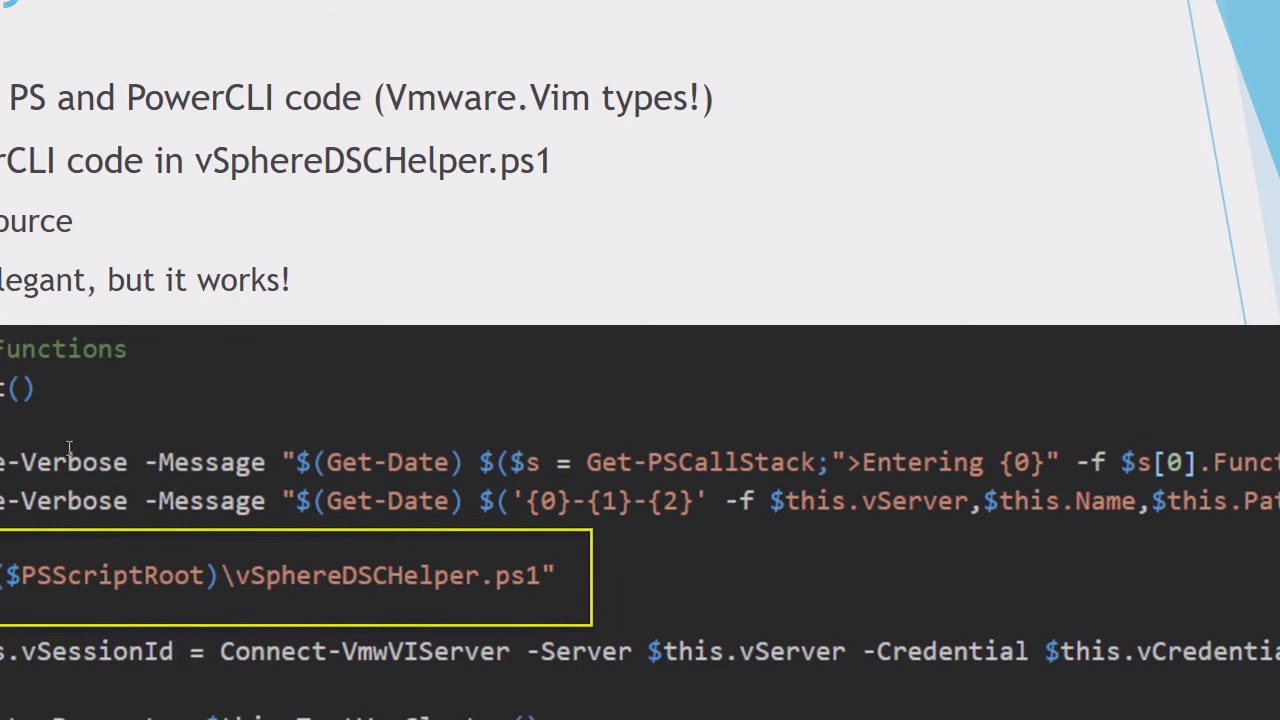 PS and PowerCLI code (Vmware.Vim types!)
rCLI code in vSphereDSCHelper.ps1
ource
legant, but it works!
Functions
t()
e-Verbose -Message "$(Get-Date) $($s = Get-PSCallStack;">Entering {0}" -f $s[0].Funct
e-Verbose -Message "$(Get-Date) $('{0}-{1}-{2}' -f $this.vServer,$this.Name,$this.Pat
($PSScriptRoot)\vSphereDSCHelper.ps1"
s.vSessionId = Connect-VmwVIServer -Server $this.vServer -Credential $this.vCredentia